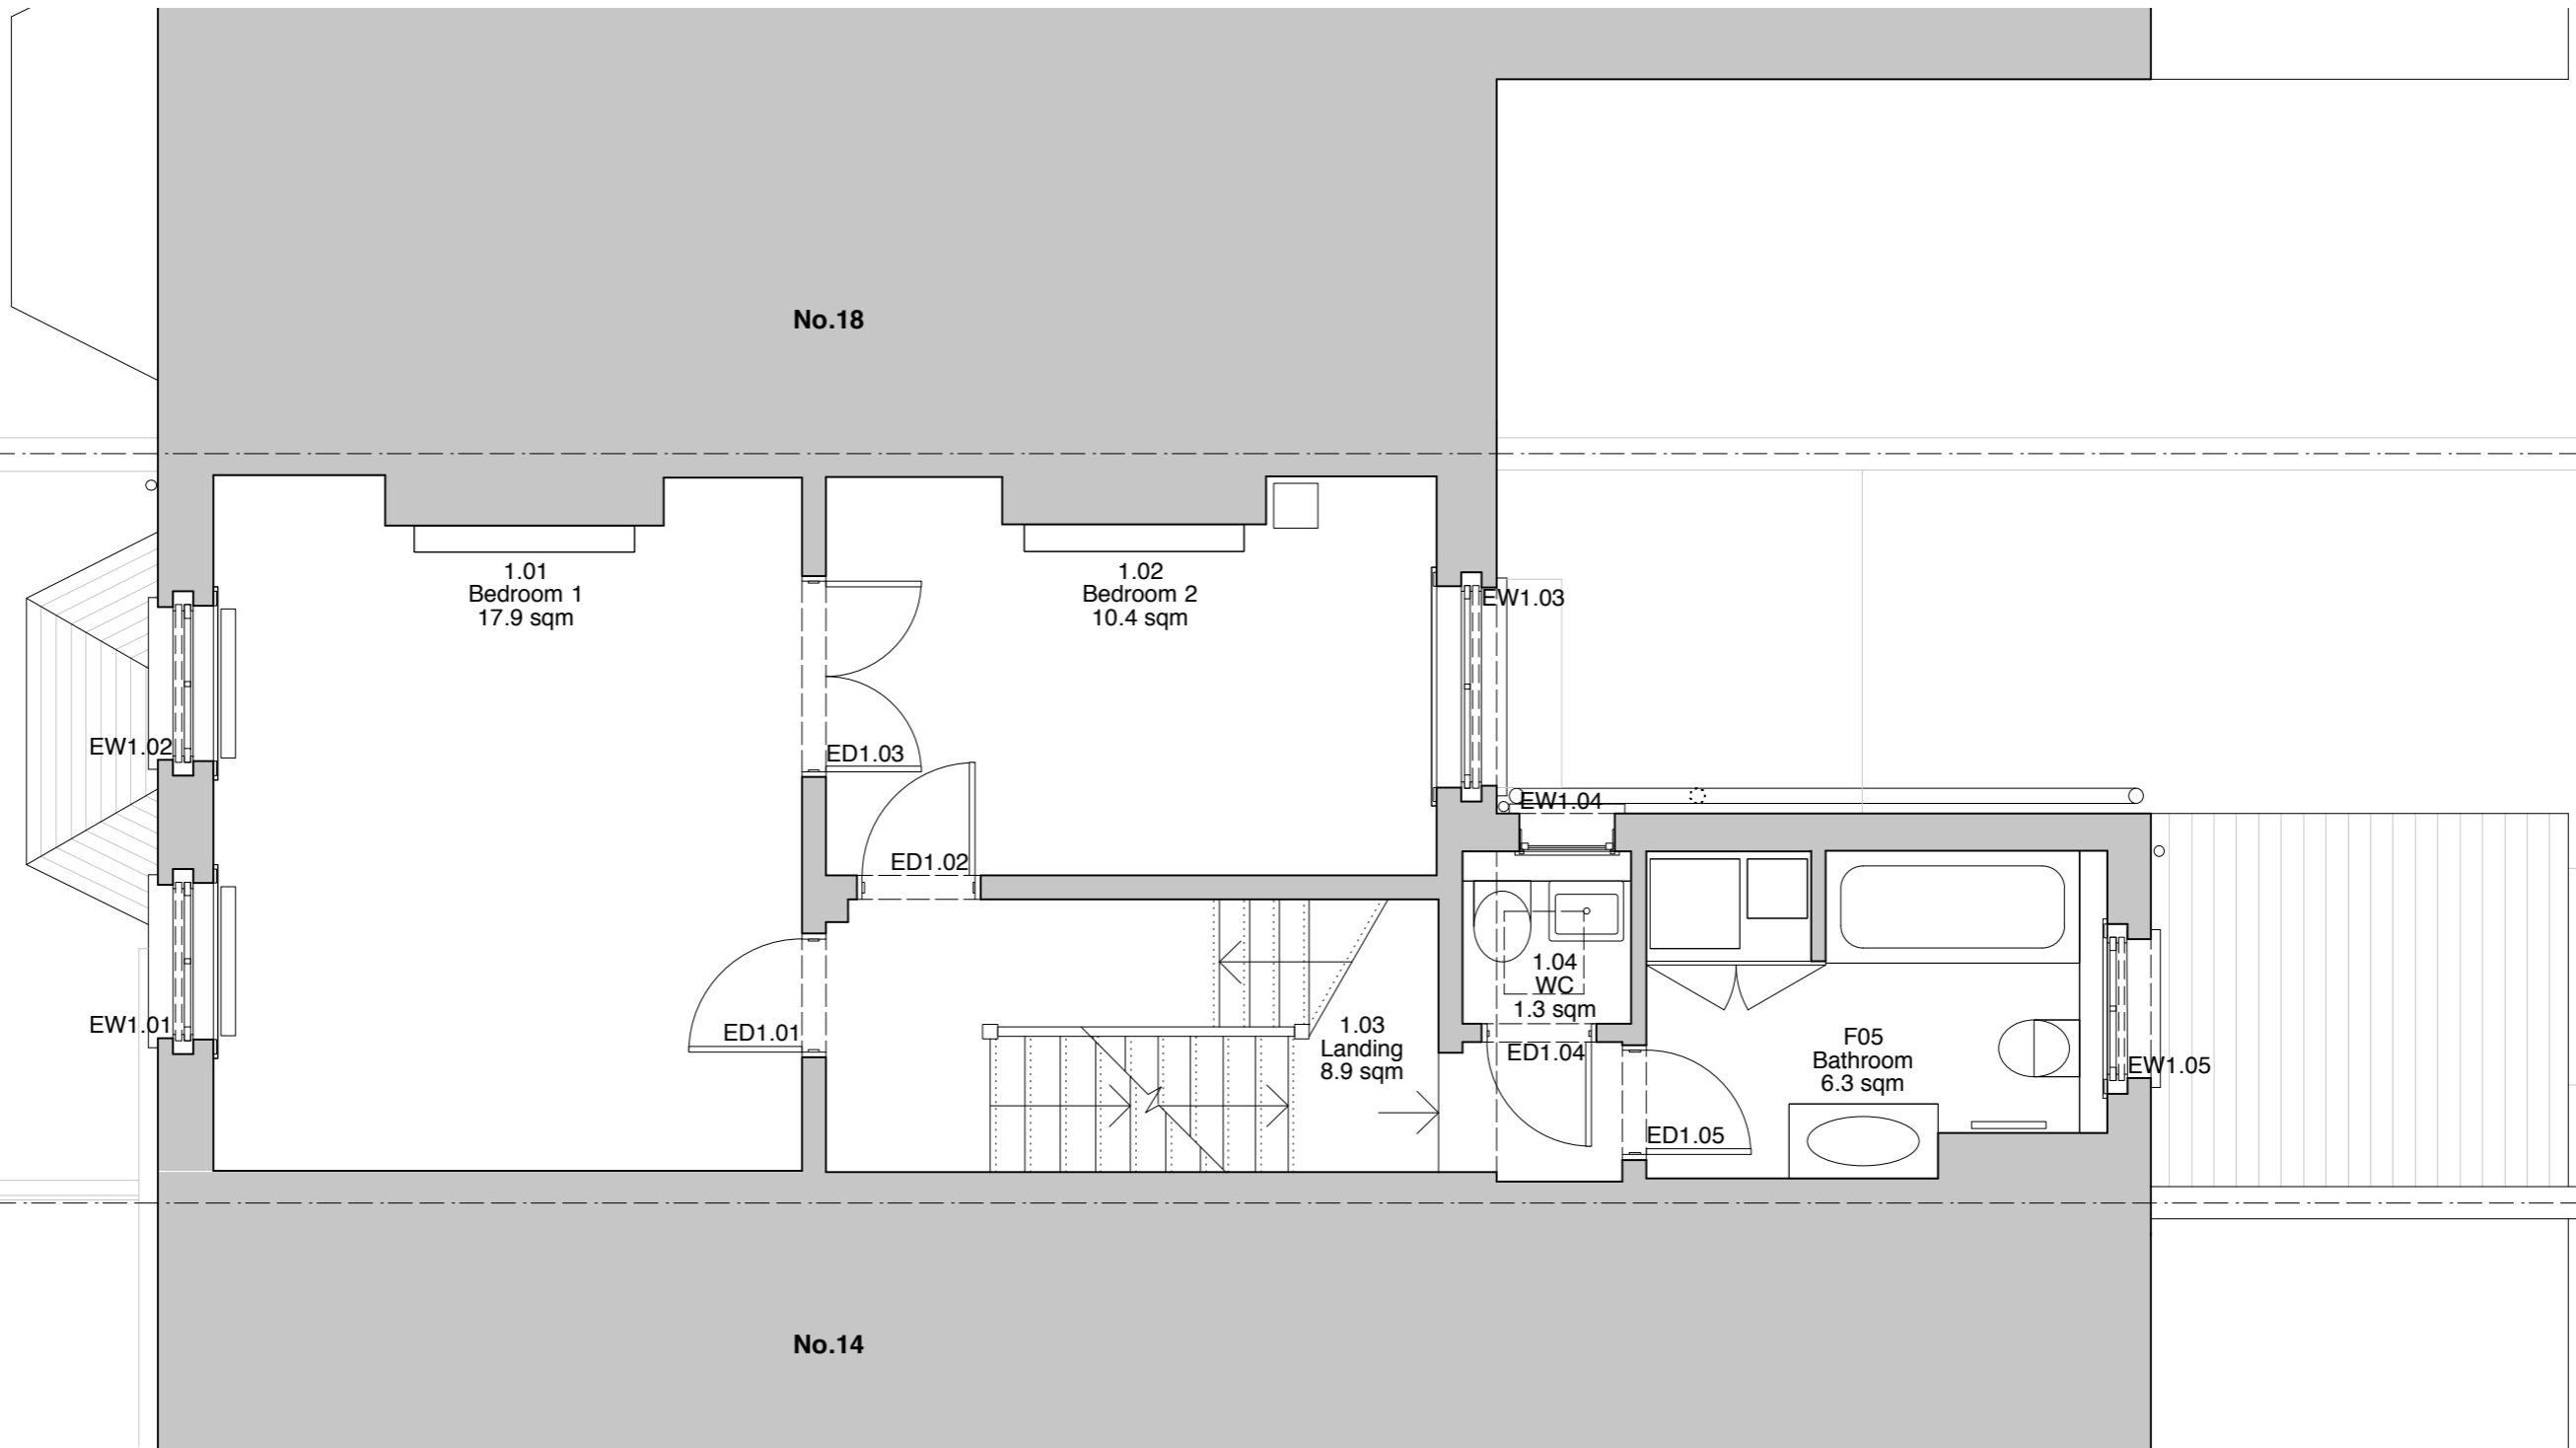 No.18
1.01
Bedroom 1
17.9 sqm
1.02
Bedroom 2
10.4 sqm
EW1.03
EW1.02
ED1.03
EW1.04
ED1.02
1.04
WC
1.3 sqm
EW1.01
ED1.01
1.03
Landing
8.9 sqm
ED1.04
F05
Bathroom
6.3 sqm
EW1.05
ED1.05
No.14